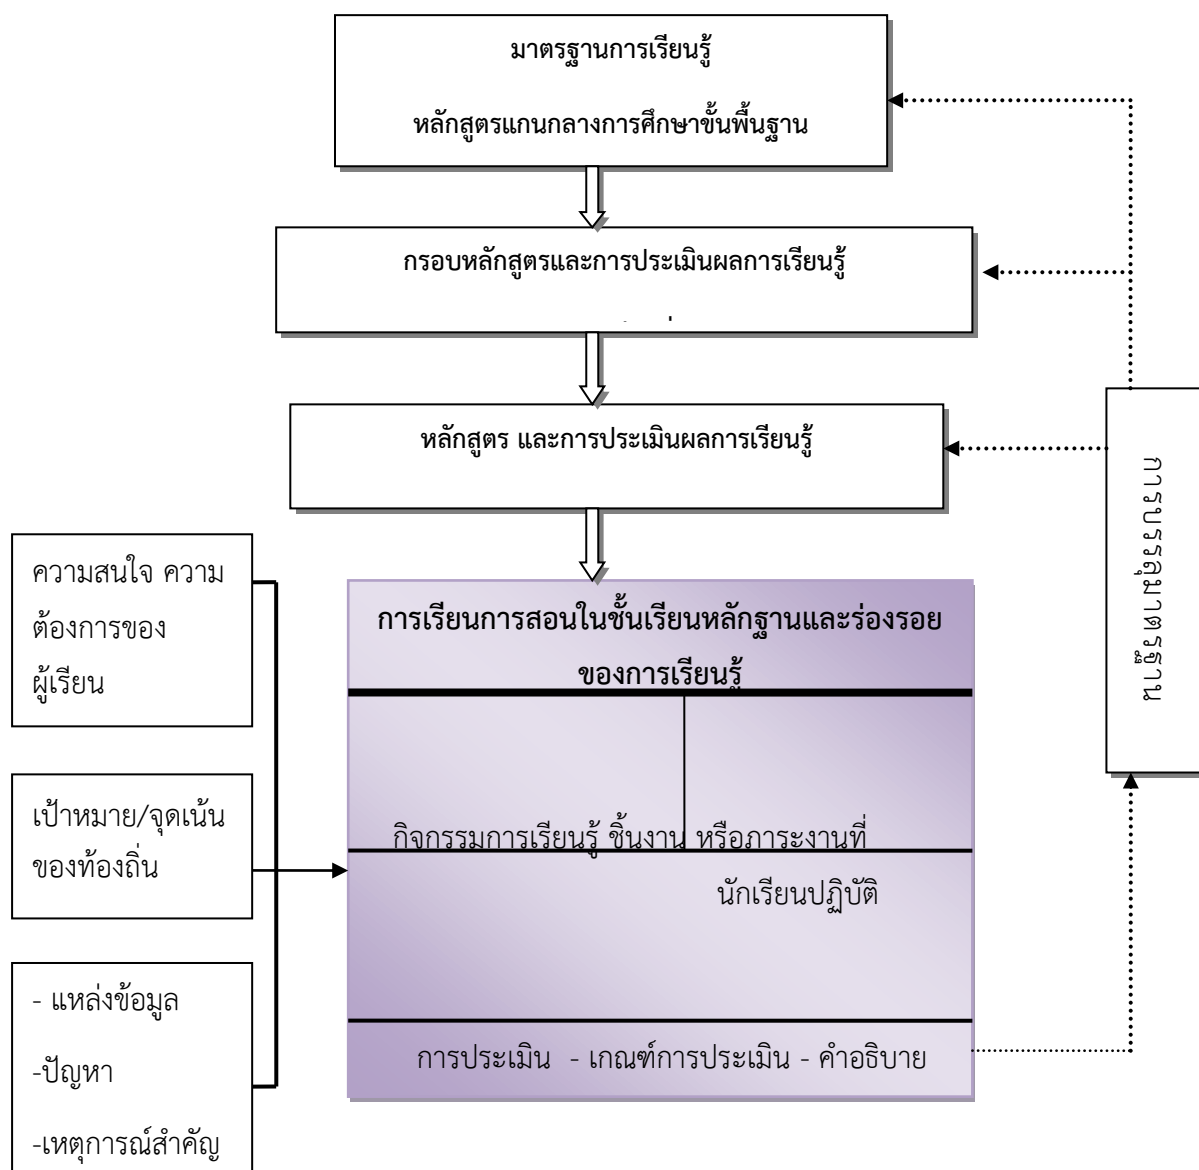 มาตรฐานการเรียนรู้
หลักสูตรแกนกลางการศึกษาขั้นพื้นฐาน
กรอบหลักสูตรและการประเมินผลการเรียนรู้
หลักสูตร และการประเมินผลการเรียนรู้
การบรรลุมาตรฐาน
ความสนใจ ความ
ต้องการของ
ผู้เรียน
เป้าหมาย/จุดเน้น
ของท้องถิ่น
- แหล่งข้อมูล
-ปัญหา
-เหตุการณ์สำคัญ
การเรียนการสอนในชั้นเรียนหลักฐานและร่องรอย
ของการเรียนรู้
กิจกรรมการเรียนรู้ ชิ้นงาน หรือภาระงานที่
นักเรียนปฏิบัติ
การประเมิน - เกณฑ์การประเมิน - คำอธิบาย